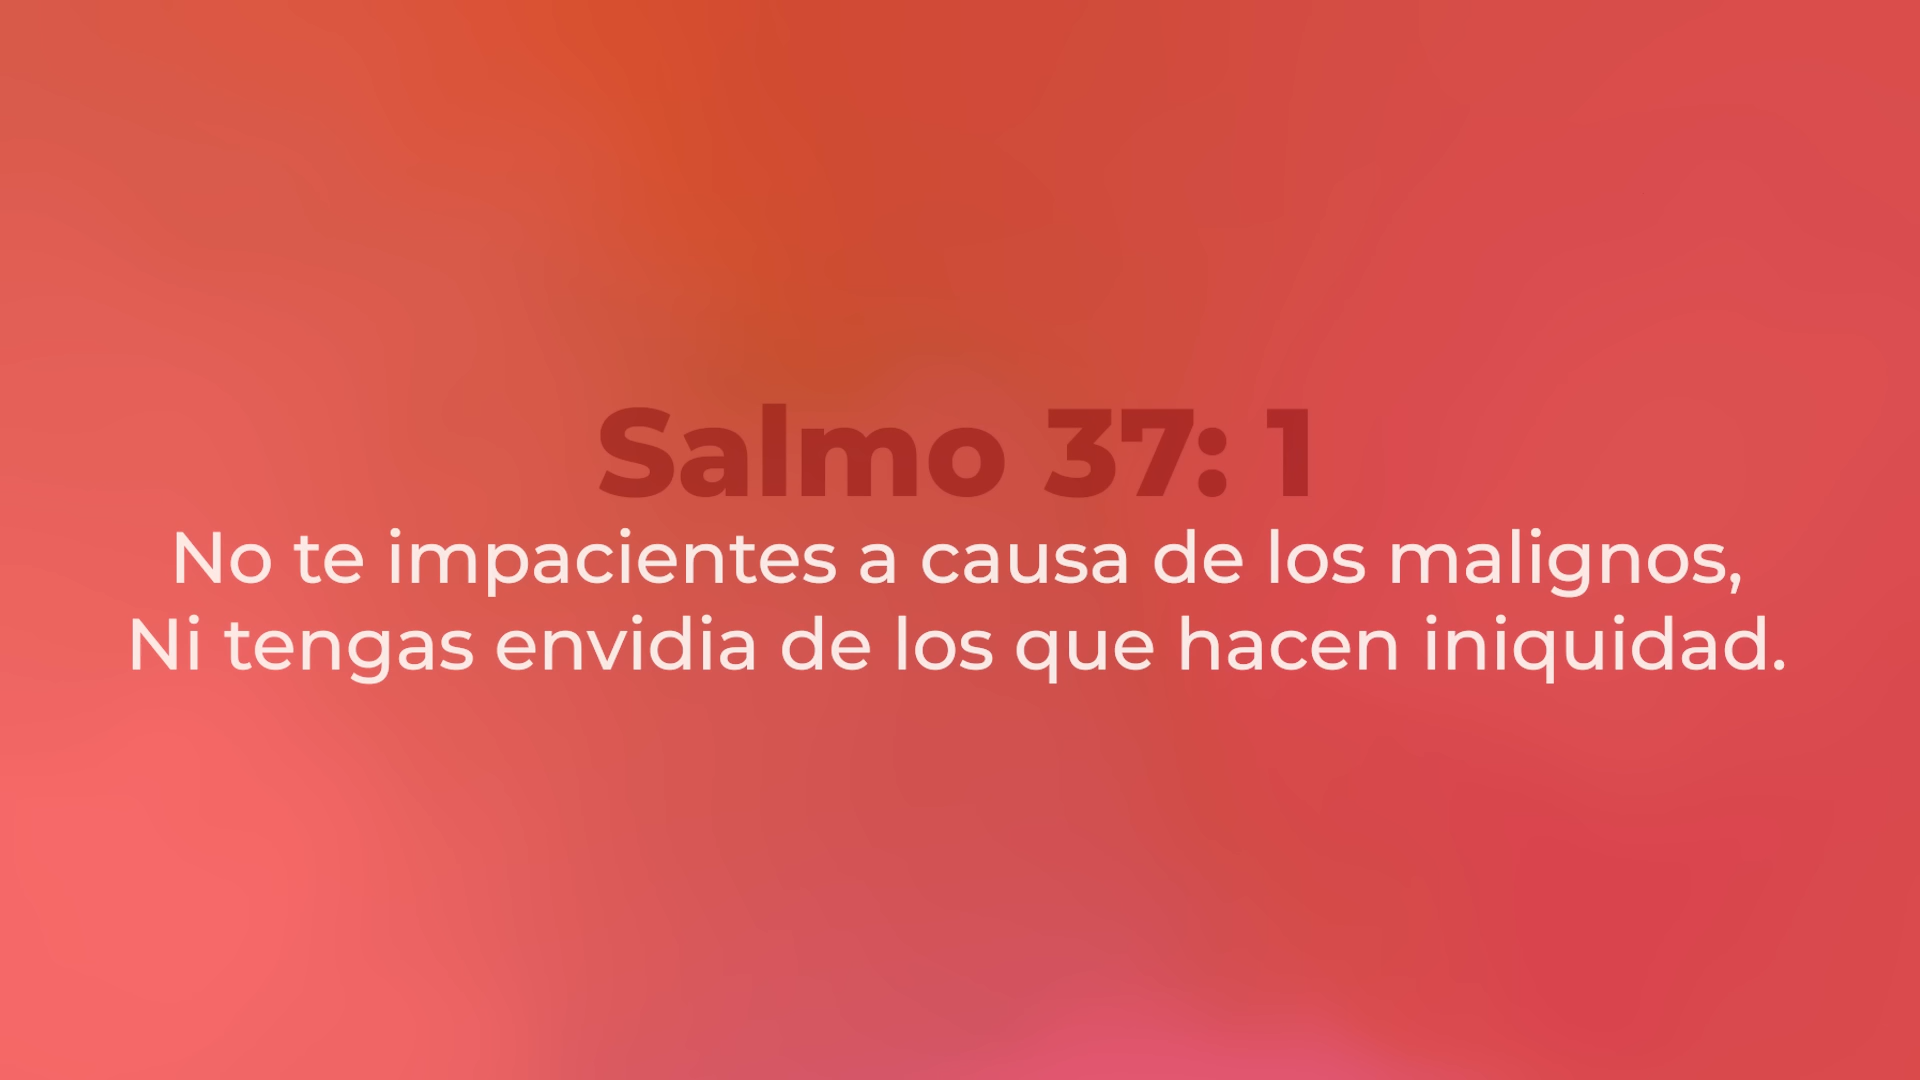 Salmo 37: 1
No te impacientes a causa de los malignos,
Ni tengas envidia de los que hacen iniquidad.